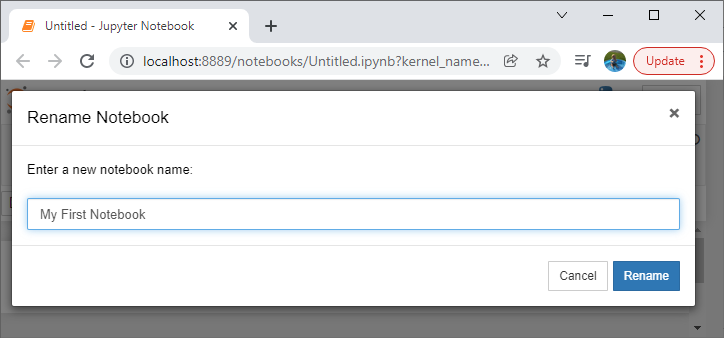 Untitled - Jupyter Notebook
localhost:8889/notebooks/Untitled.ipynb?kernel_name...
Update
Rename Notebook
Enter a new notebook name:
My First Notebook
Cancel
Rename